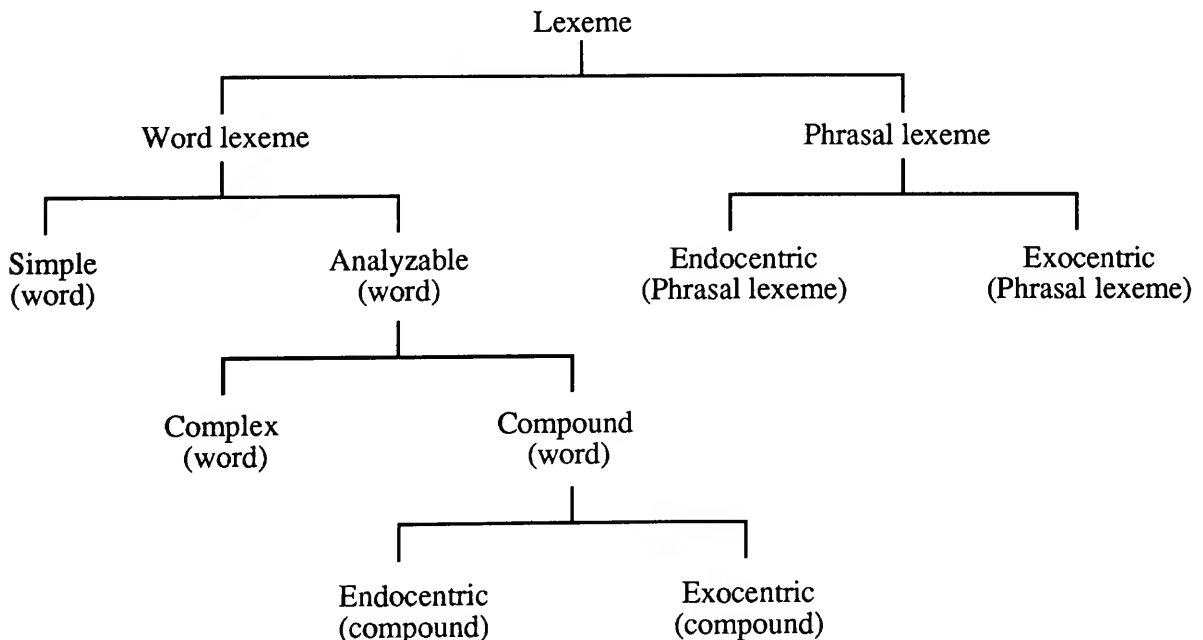 Lexeme
Word lexeme
Phrasal lexeme
Simple
(word)
Analyzable
(word)
Endocentric
(Phrasal lexeme)
Exocentric
(Phrasal lexeme)
Complex
(word)
Compound
(word)
Endocentric
(compound)
Exocentric
(compound)